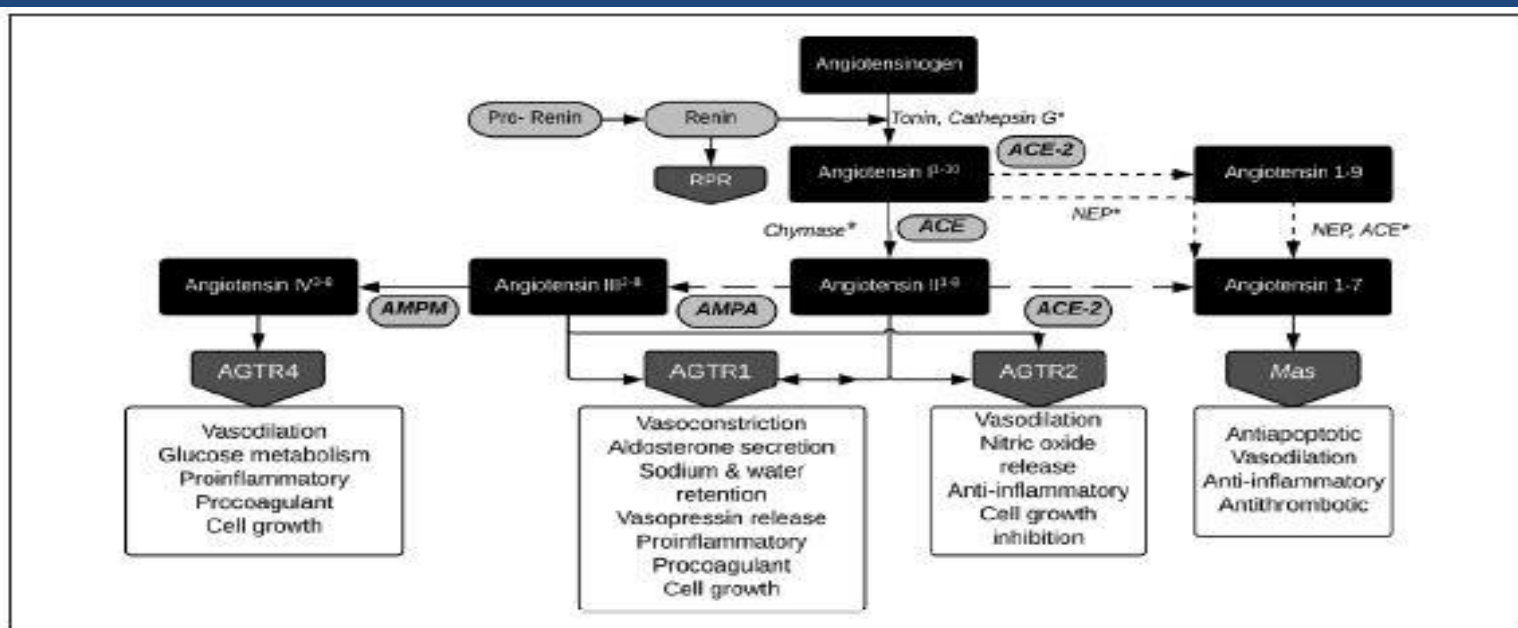 Angiotensinogen
Pro- Renin
Renin
Tonin, Cathepsin G*
RPR
Angiotensin I¹⁻¹⁰
ACE-2
Angiotensin 1-9
NEP*
Chymase*
ACE
NEP, ACE*
Angiotensin IV³⁻⁸
AMPM
Angiotensin III²⁻⁸
AMPA
Angiotensin II¹⁻⁸
ACE-2
Angiotensin 1-7
AGTR4
AGTR1
AGTR2
Mas
Vasodilation
Glucose metabolism
Proinflammatory
Procoagulant
Cell growth
Vasoconstriction
Aldosterone secretion
Sodium & water
retention
Vasopressin release
Proinflammatory
Procoagulant
Cell growth
Vasodilation
Nitric oxide
release
Anti-inflammatory
Cell growth
inhibition
Antiapoptotic
Vasodilation
Anti-inflammatory
Antithrombotic